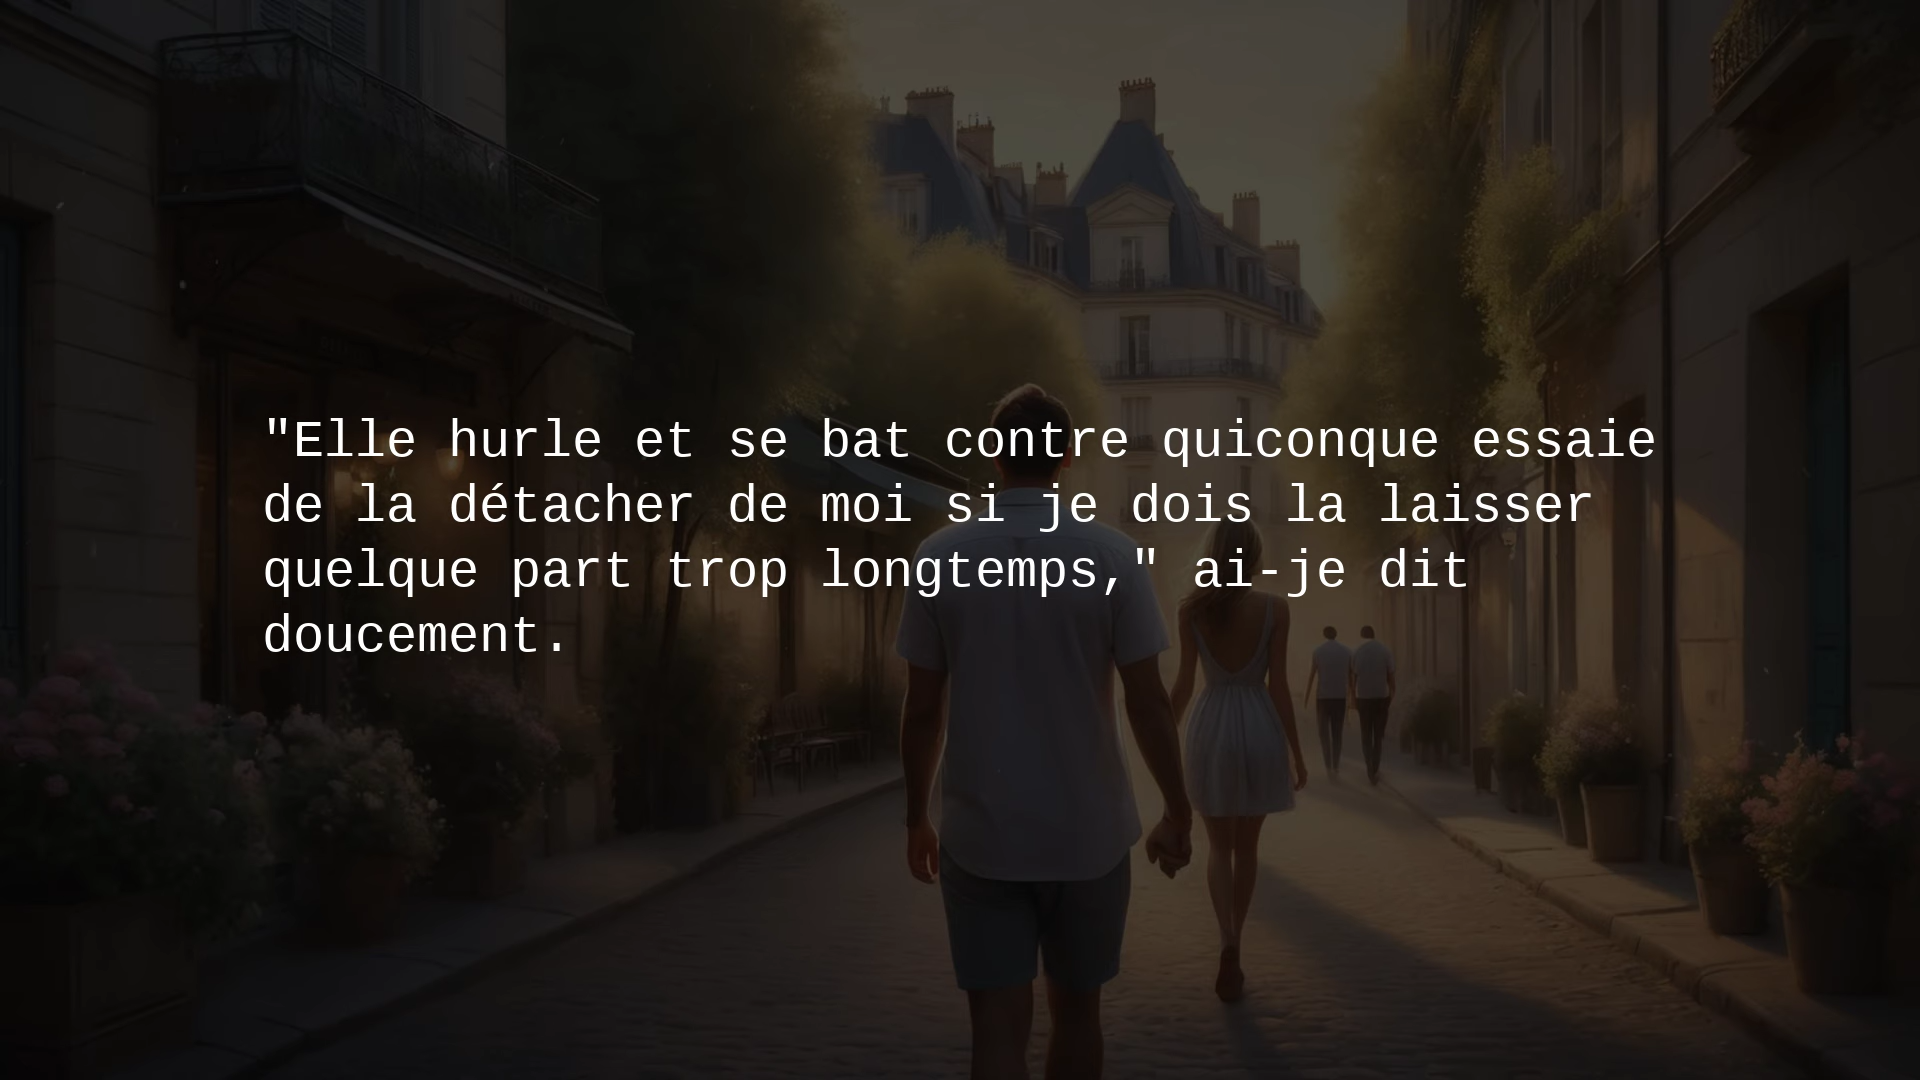 "Elle hurle et se bat contre quiconque essaie
de la détacher de moi si je dois la laisser
quelque part trop longtemps," ai-je dit
doucement.